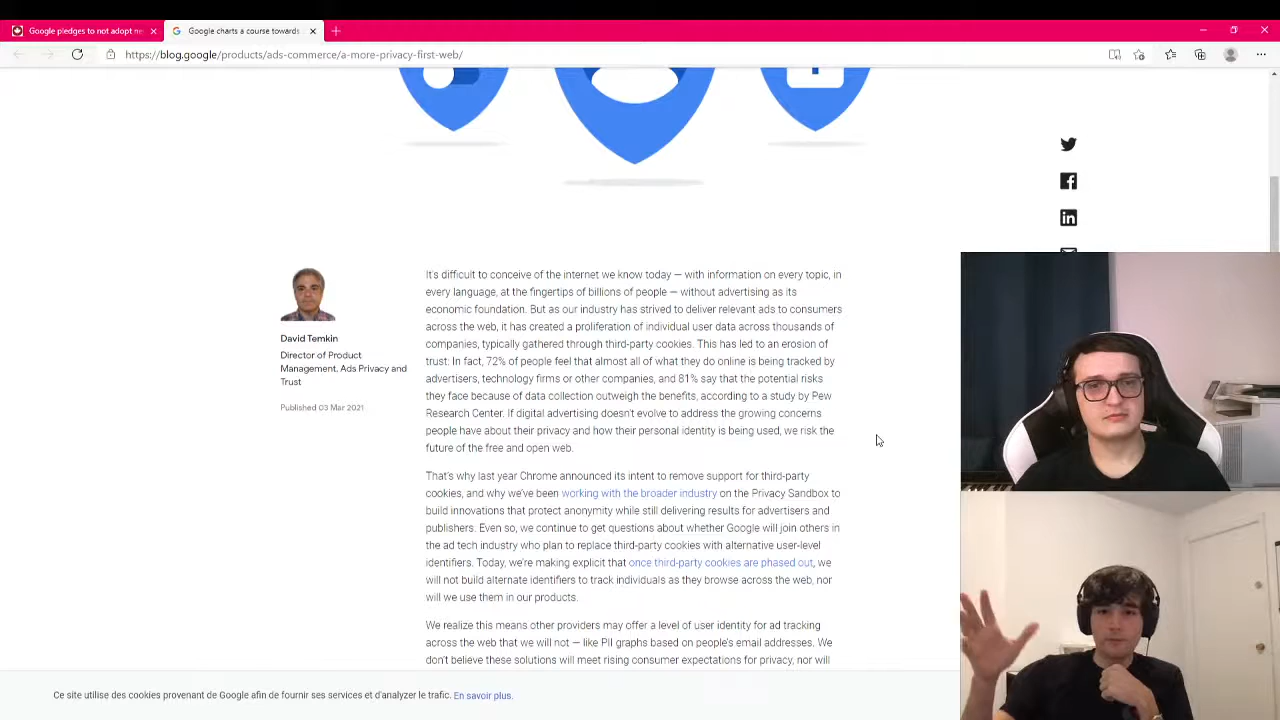 Google pledges to not adopt ne
Google charts a course towards
https://blog.google/products/ads-commerce/a-more-privacy-first-web/
David Temkin
Director of Product
Management, Ads Privacy and
Trust
Published 03 Mar 2021
It's difficult to conceive of the internet we know today — with information on every topic, in
every language, at the fingertips of billions of people — without advertising as its
economic foundation. But as our industry has strived to deliver relevant ads to consumers
across the web, it has created a proliferation of individual user data across thousands of
companies, typically gathered through third-party cookies. This has led to an erosion of
trust: In fact, 72% of people feel that almost all of what they do online is being tracked by
advertisers, technology firms or other companies, and 81% say that the potential risks
they face because of data collection outweigh the benefits, according to a study by Pew
Research Center. If digital advertising doesn't evolve to address the growing concerns
people have about their privacy and how their personal identity is being used, we risk the
future of the free and open web.
That's why last year Chrome announced its intent to remove support for third-party
cookies, and why we've been working with the broader industry on the Privacy Sandbox to
build innovations that protect anonymity while still delivering results for advertisers and
publishers. Even so, we continue to get questions about whether Google will join others in
the ad tech industry who plan to replace third-party cookies with alternative user-level
identifiers. Today, we're making explicit that once third-party cookies are phased out, we
will not build alternate identifiers to track individuals as they browse across the web, nor
will we use them in our products.
We realize this means other providers may offer a level of user identity for ad tracking
across the web that we will not — like PII graphs based on people's email addresses. We
don't believe these solutions will meet rising consumer expectations for privacy, nor will
Ce site utilise des cookies provenant de Google afin de fournir ses services et d'analyzer le trafic. En savoir plus.